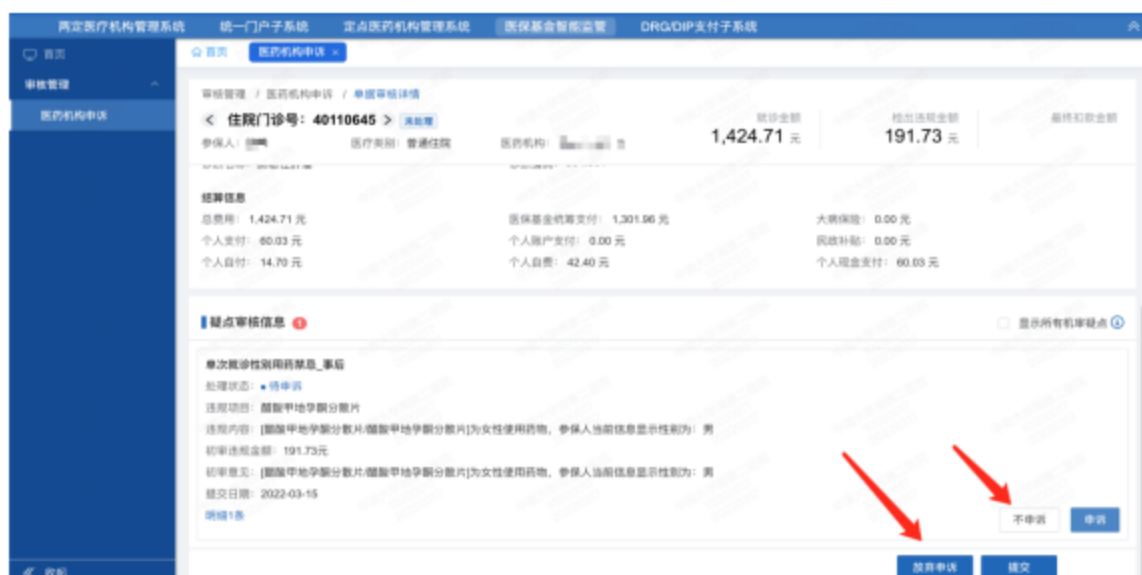 两定医疗机构管理系统 统一门户子系统 定点医药机构管理系统 医保基金智能监管 DRG/DIP支付子系统
首页
审核管理
医药机构申诉
首页 医药机构申诉 ×
审核管理 / 医药机构申诉 / 单据审核详情
< 住院门诊号: 40110645 > 未处理
参保人: 医疗类别: 普通住院 医药机构:
就诊金额 检出违规金额 最终扣款金额
1,424.71 元 191.73 元
结算信息
总费用: 1,424.71 元 医保基金统筹支付: 1,301.96 元 大病保险: 0.00 元
个人支付: 60.03 元 个人账户支付: 0.00 元 民政补贴: 0.00 元
个人自付: 14.70 元 个人自费: 42.40 元 个人现金支付: 60.03 元
疑点审核信息 1 显示所有机审疑点
单次就诊性别用药禁忌_事后
处理状态: 待申诉
违规项目: 醋酸甲地孕酮分散片
违规内容: [醋酸甲地孕酮分散片/醋酸甲地孕酮分散片]为女性使用药物，参保人当前信息显示性别为: 男
初审违规金额: 191.73元
初审意见: [醋酸甲地孕酮分散片/醋酸甲地孕酮分散片]为女性使用药物，参保人当前信息显示性别为: 男
提交日期: 2022-03-15
明细1条
不申诉 申诉
放弃申诉 提交
收起